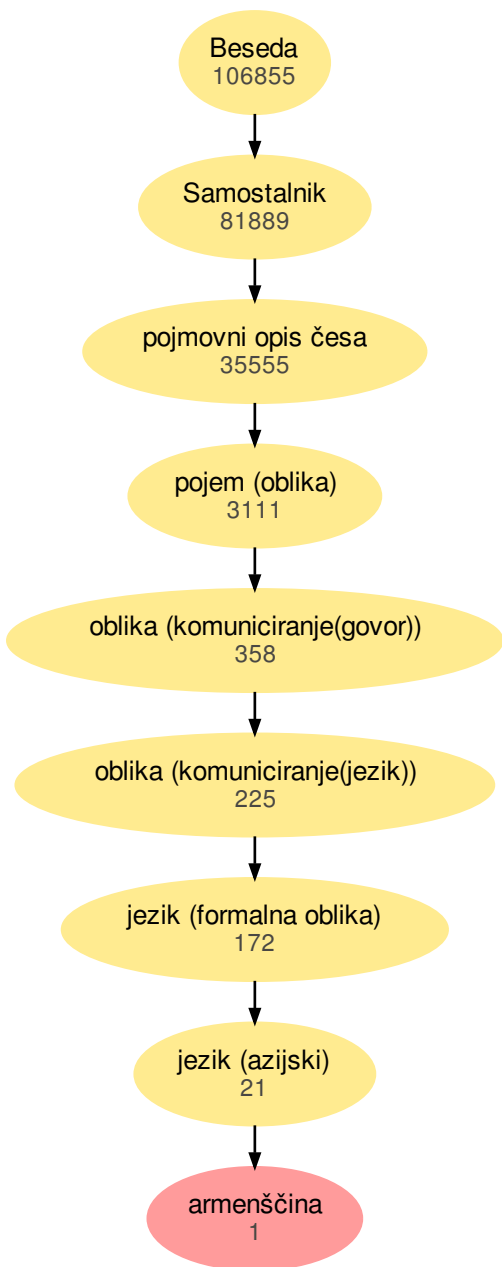 Beseda
106855
Samostalnik
81889
pojmovni opis česa
35555
pojem (oblika)
3111
oblika (komuniciranje(govor))
358
oblika (komuniciranje(jezik))
225
jezik (formalna oblika)
172
jezik (azijski)
21
armenščina
1